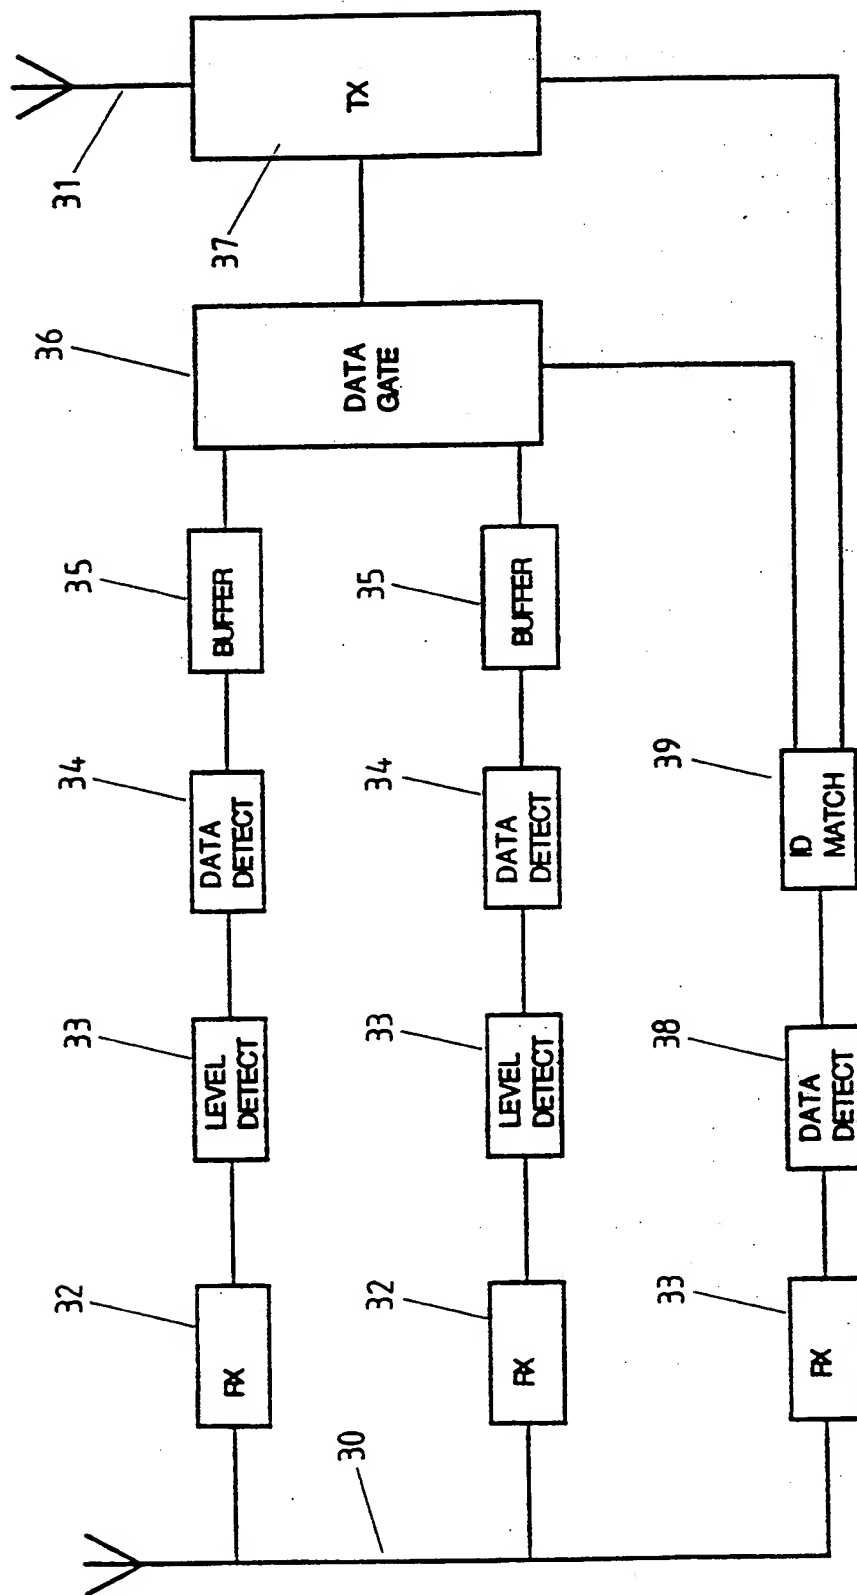 31
TX
37
36
DATA
GATE
35
BUFFER
35
BUFFER
34
DATA
DETECT
34
DATA
DETECT
39
ID
MATCH
33
LEVEL
DETECT
33
LEVEL
DETECT
38
DATA
DETECT
32
RX
32
RX
33
RX
30